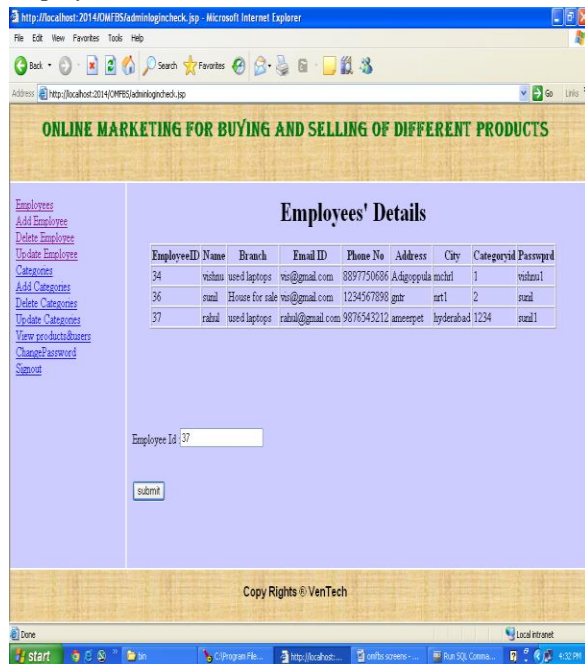 http://localhost:2014/OMFBS/adminlogincheck.jsp - Microsoft Internet Explorer
File Edit View Favorites Tools Help
Back Search Favorites
Address http://localhost:2014/OMFBS/adminlogincheck.jsp Go Links
ONLINE MARKETING FOR BUYING AND SELLING OF DIFFERENT PRODUCTS
Employees
Add Employee
Delete Employee
Update Employee
Categories
Add Categories
Delete Categories
Update Categories
View products&users
ChangePassword
Signout
Employees' Details
EmployeeID Name Branch Email ID Phone No Address City Categoryid Passwprd
34 vishnu used laptops vis@gmail.com 8897750686 Adigoppula mchrl 1 vishnu1
36 sunil House for sale vns@gmail.com 1234567898 gntr nrt1 2 sunil
37 rahul used laptops rahul@gmail.com 9876543212 ameerpet hyderabad 1234 sunil1
Employee Id : 37
submit
Copy Rights ® VenTech
Done Local intranet
start bin C:\Program File... http://localhost:... omfbs screens - ... Run SQL Comma... 4:32 PM